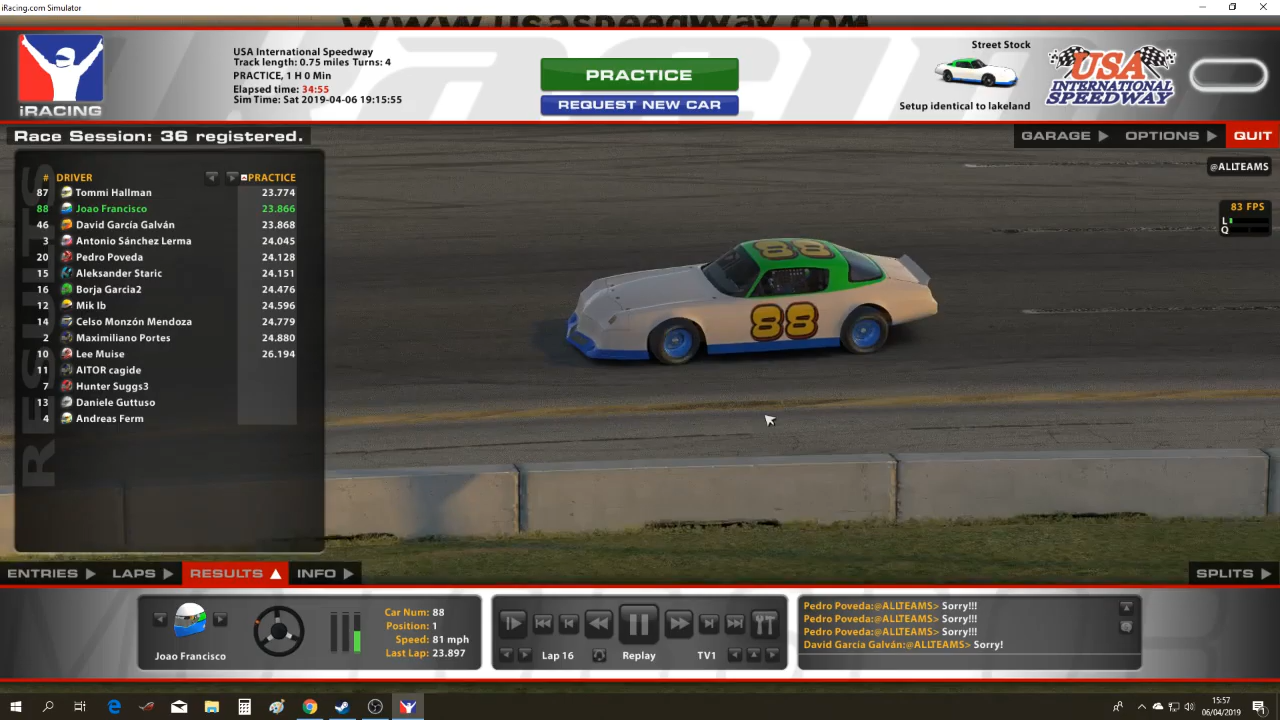 iRacing.com Simulator
www.usaspeedway.com
iRACING
USA International Speedway
Track length: 0.75 miles Turns: 4
PRACTICE, 1 H 0 Min
Elapsed time: 34:55
Sim Time: Sat 2019-04-06 19:15:55
PRACTICE
REQUEST NEW CAR
Street Stock
Setup identical to lakeland
USA
INTERNATIONAL
SPEEDWAY
Race Session: 36 registered.
GARAGE OPTIONS QUIT
@ALLTEAMS
83 FPS
L
Q
RESULTS
# DRIVER PRACTICE
87 Tommi Hallman 23.774
88 Joao Francisco 23.866
46 David García Galván 23.868
3 Antonio Sánchez Lerma 24.045
20 Pedro Poveda 24.128
15 Aleksander Staric 24.151
16 Borja Garcia2 24.476
12 Mik Ib 24.596
14 Celso Monzón Mendoza 24.779
2 Maximiliano Portes 24.880
10 Lee Muise 26.194
11 AITOR cagide
7 Hunter Suggs3
13 Daniele Guttuso
4 Andreas Ferm
88
88
ENTRIES LAPS RESULTS INFO SPLITS
Joao Francisco
Car Num: 88
Position: 1
Speed: 81 mph
Last Lap: 23.897
Lap 16 Replay TV1
Pedro Poveda:@ALLTEAMS> Sorry!!!
Pedro Poveda:@ALLTEAMS> Sorry!!!
Pedro Poveda:@ALLTEAMS> Sorry!!!
David García Galván:@ALLTEAMS> Sorry!
15:57
06/04/2019